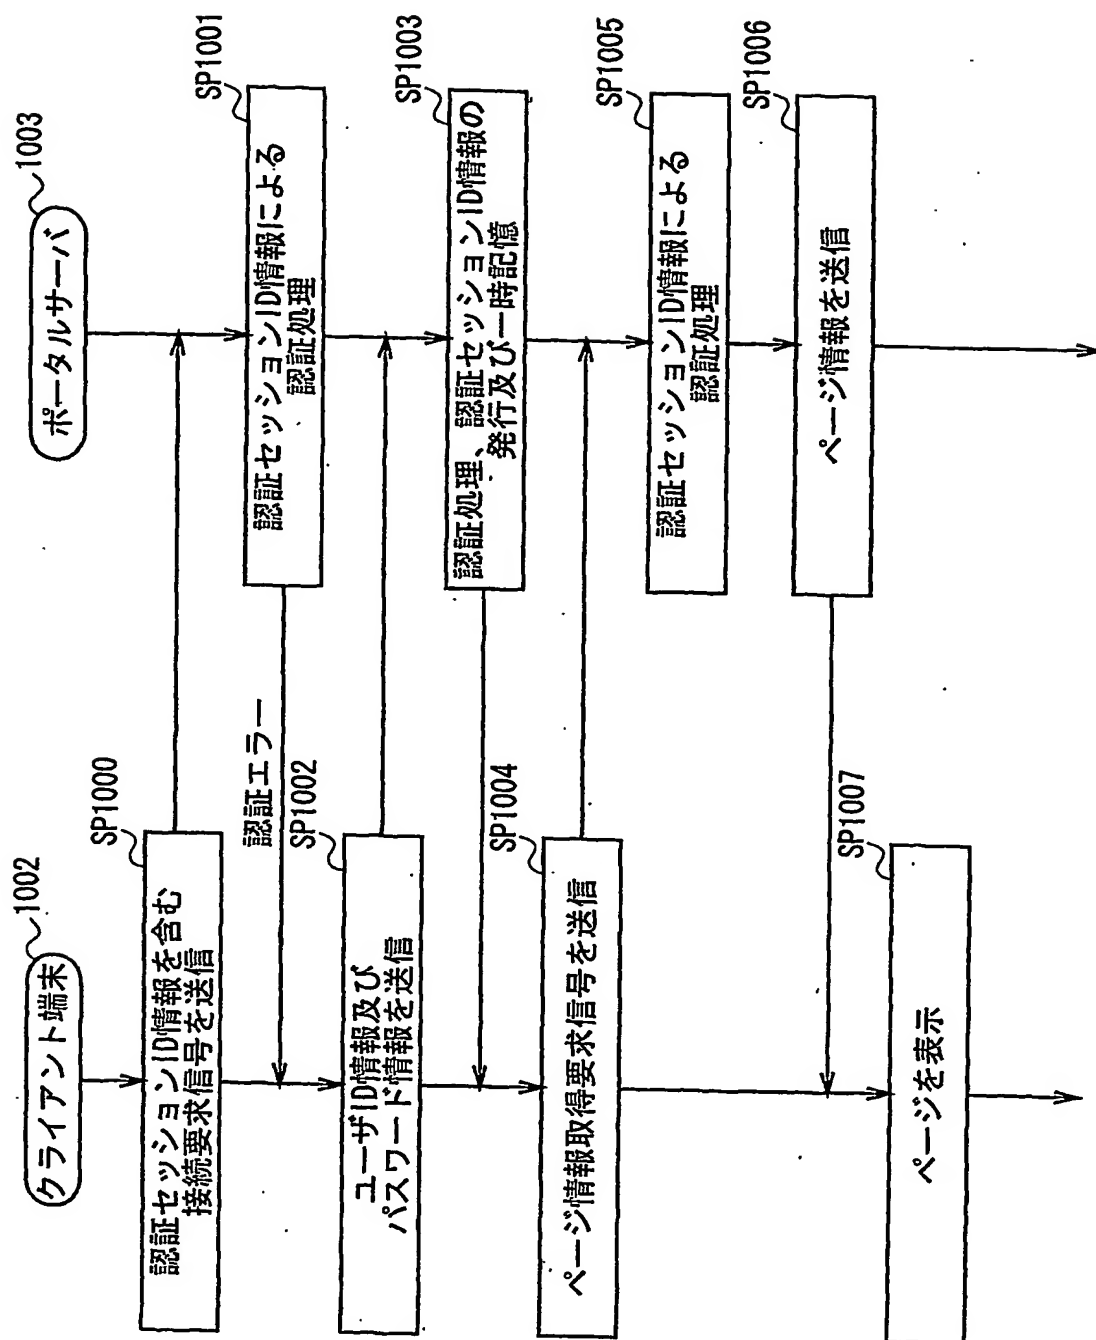 クライアント端末
1002
ポータルサーバ
1003
SP1000
認証セッションID情報を含む
接続要求信号を送信
SP1001
認証セッションID情報による
認証処理
認証エラー
SP1002
ユーザID情報及び
パスワード情報を送信
SP1003
認証処理、認証セッションID情報の
発行及び一時記憶
SP1004
ページ情報取得要求信号を送信
SP1005
認証セッションID情報による
認証処理
SP1006
ページ情報を送信
SP1007
ページを表示